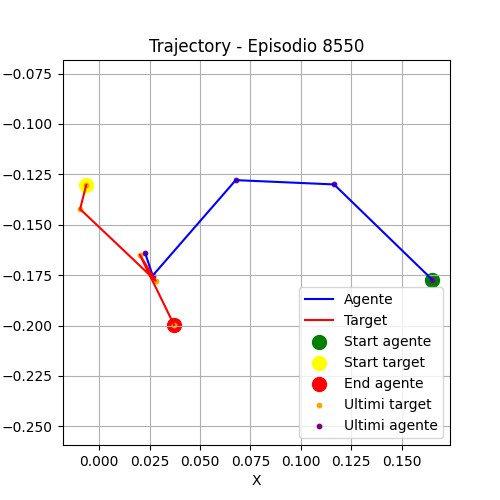 Trajectory - Episodio 8550
−0.075
−0.100
−0.125
−0.150
−0.175
−0.200
−0.225
−0.250
0.000
0.025
0.050
0.075
0.100
0.125
0.150
X
Agente
Target
Start agente
Start target
End agente
Ultimi target
Ultimi agente